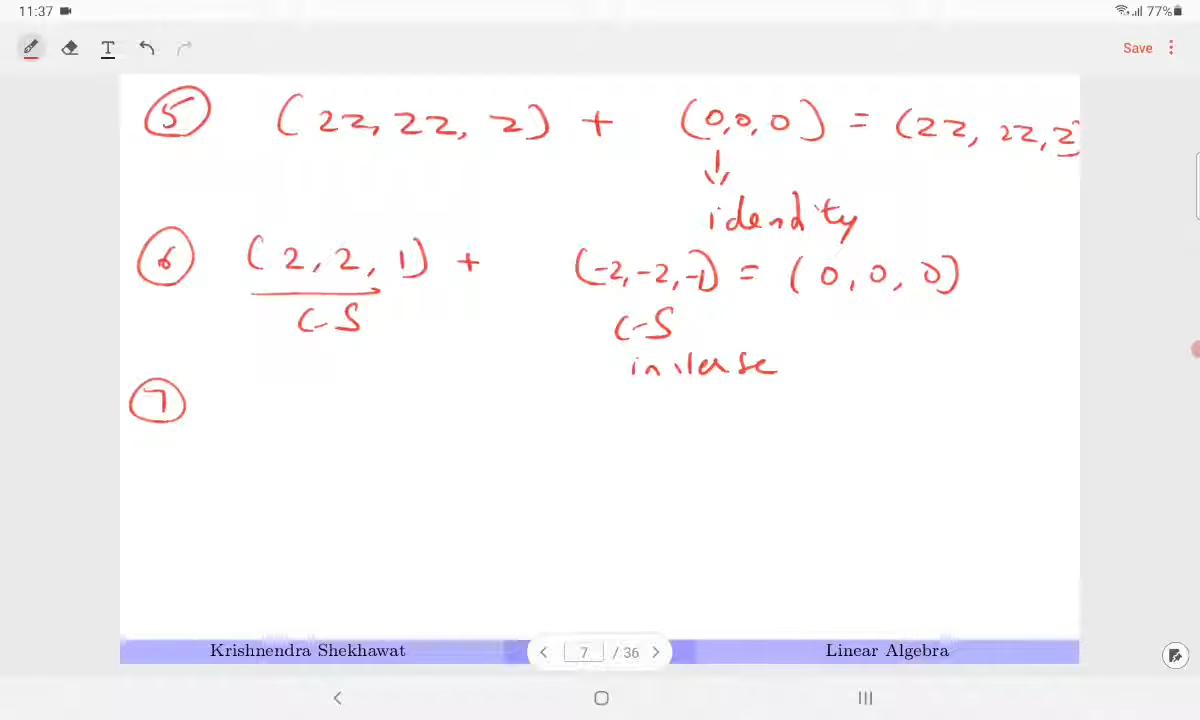 11:37 77%
T Save
5 (22, 22, 2) + (0,0,0) = (22, 22, 2)
idendity
6 (2, 2, 1) + (-2,-2,-1) = (0, 0, 0)
∈S ∈S
inverse
7
Krishnendra Shekhawat 7 / 36 Linear Algebra